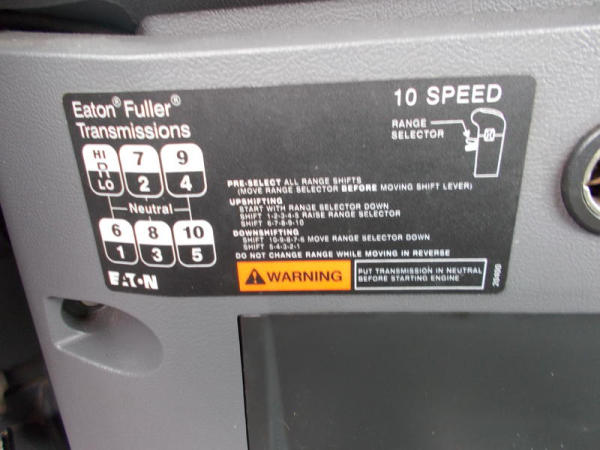 Eaton® Fuller®
Transmissions
10 SPEED
RANGE
SELECTOR
HI 7 9
R
LO 2 4
Neutral
6 8 10
1 3 5
EATON
PRE-SELECT ALL RANGE SHIFTS
(MOVE RANGE SELECTOR BEFORE MOVING SHIFT LEVER)
UPSHIFTING
START WITH RANGE SELECTOR DOWN
SHIFT 1-2-3-4-5 RAISE RANGE SELECTOR
SHIFT 6-7-8-9-10
DOWNSHIFTING
SHIFT 10-9-8-7-6 MOVE RANGE SELECTOR DOWN
SHIFT 5-4-3-2-1
DO NOT CHANGE RANGE WHILE MOVING IN REVERSE
WARNING
PUT TRANSMISSION IN NEUTRAL
BEFORE STARTING ENGINE